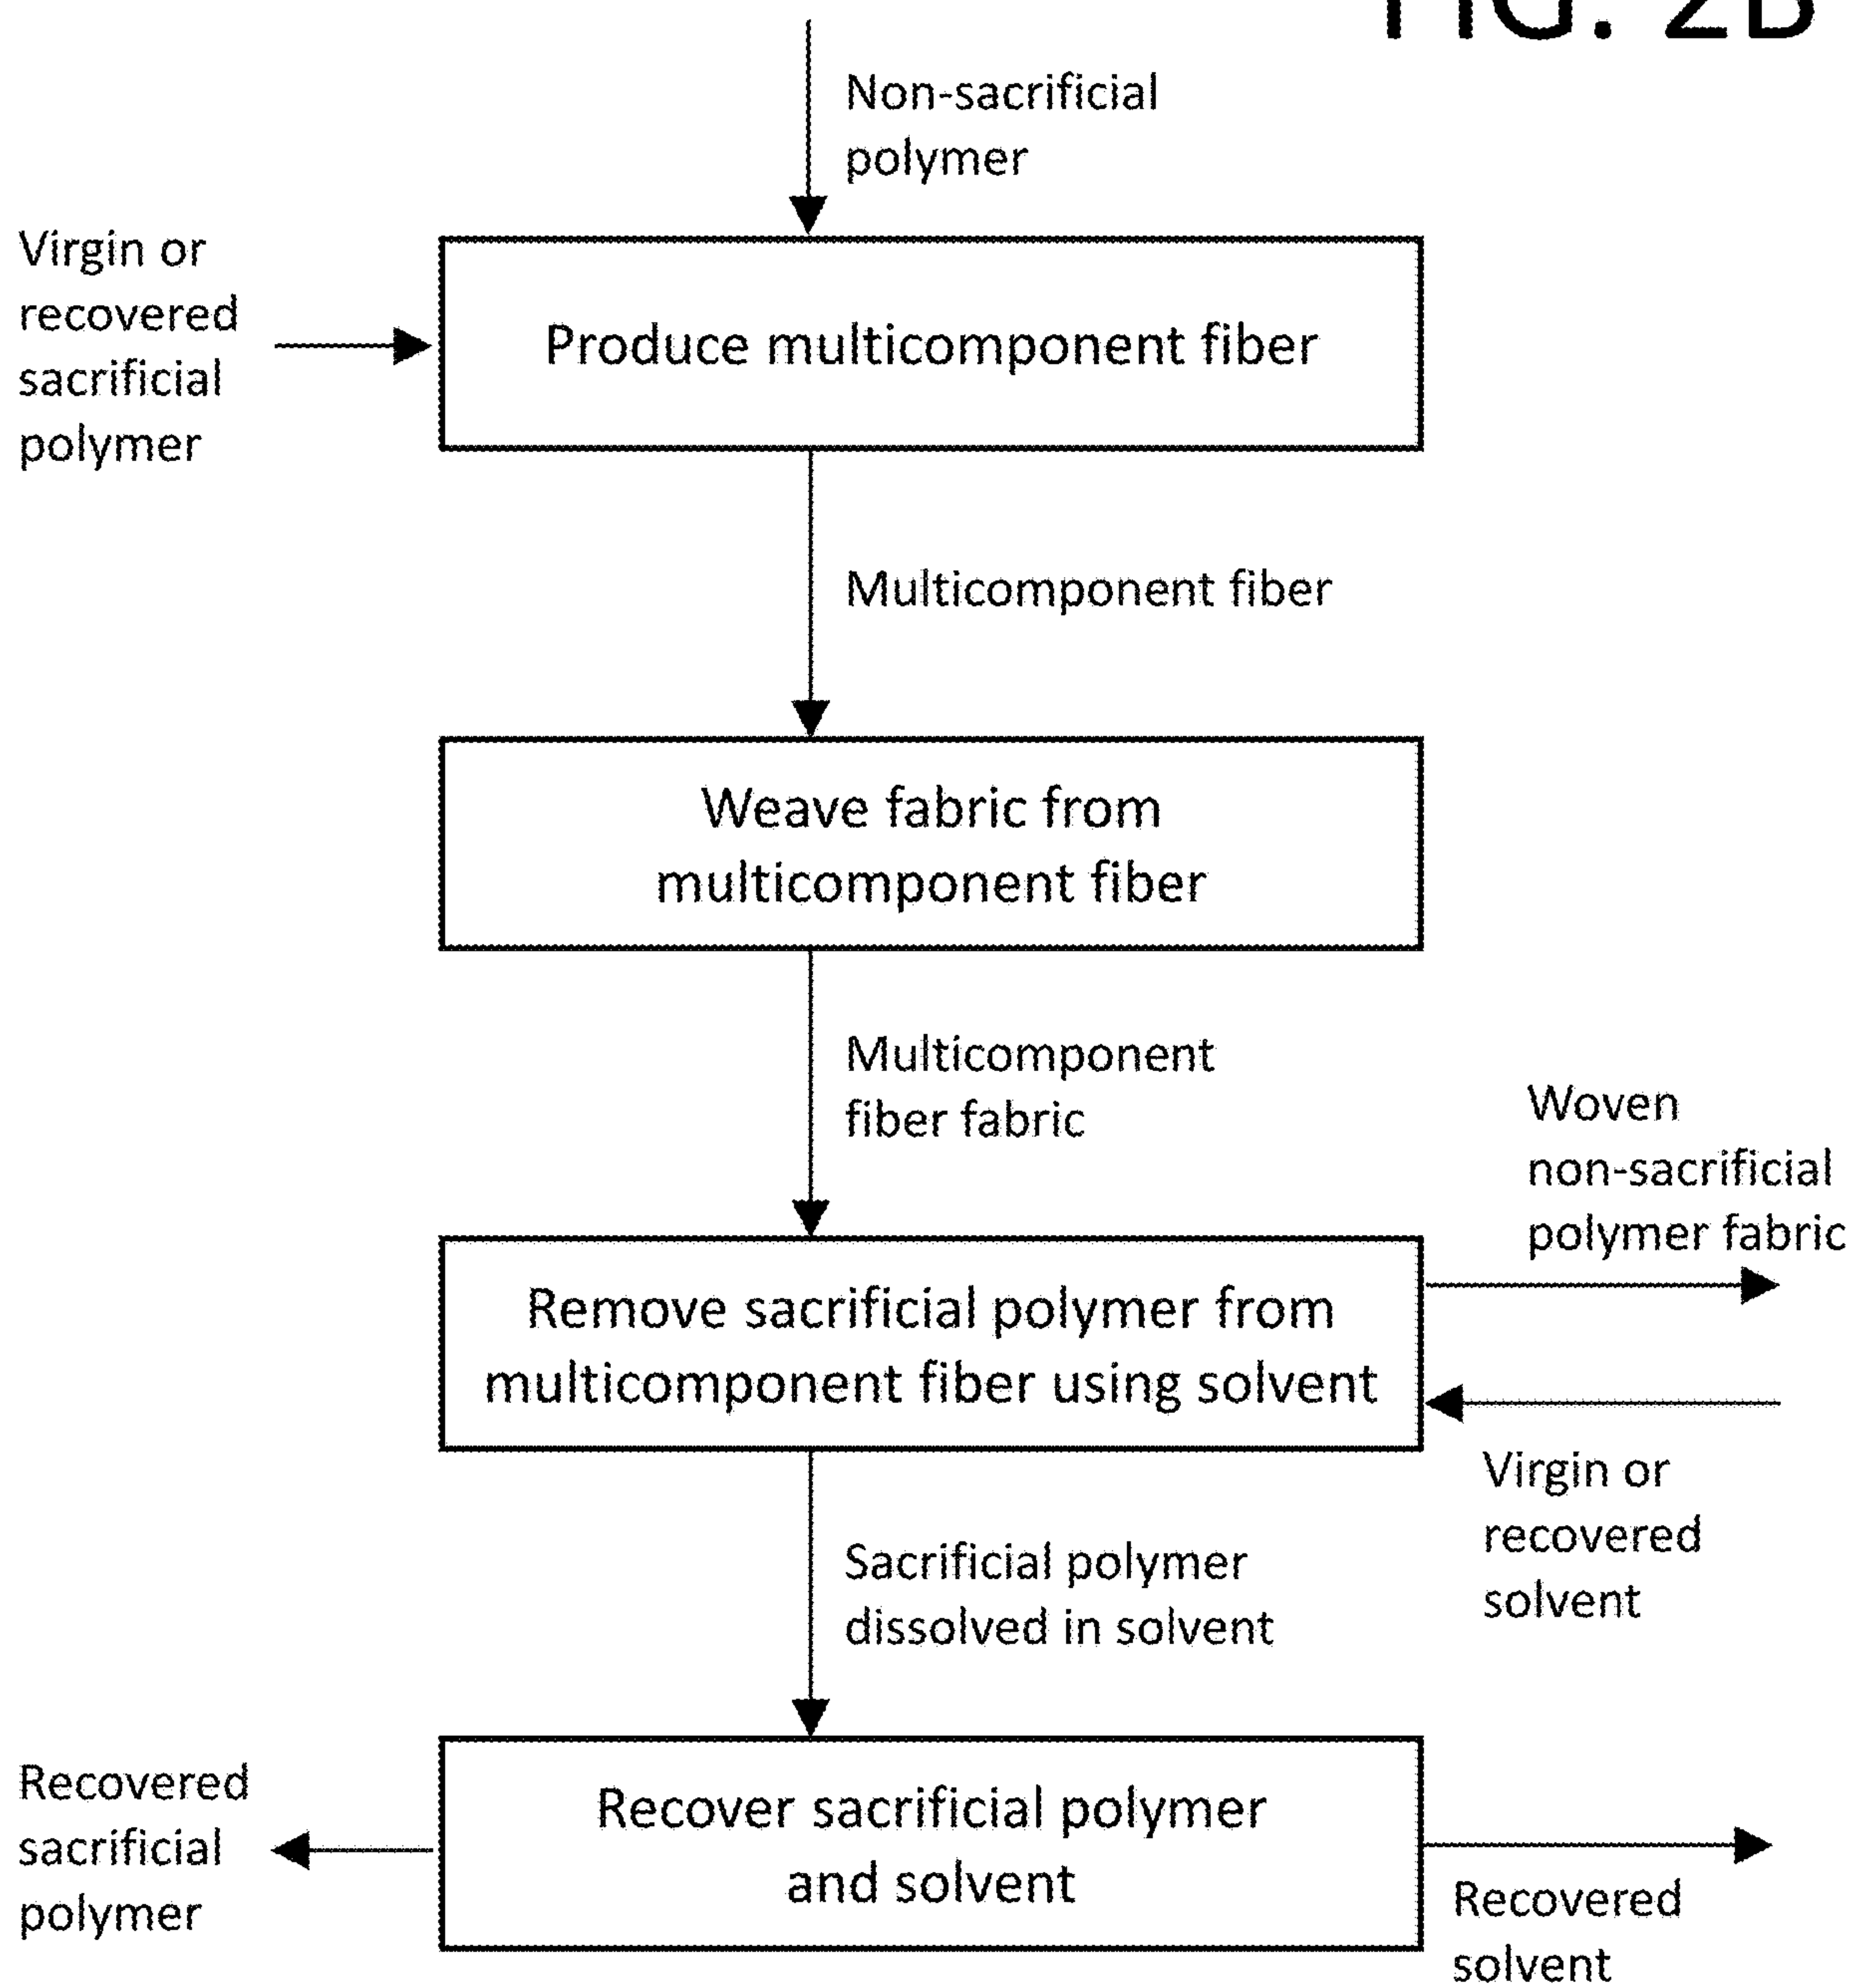 FIG. 2B
Non-sacrificial
polymer
Virgin or
recovered
sacrificial
polymer
Produce multicomponent fiber
Multicomponent fiber
Weave fabric from
multicomponent fiber
Multicomponent
fiber fabric
Woven
non-sacrificial
polymer fabric
Remove sacrificial polymer from
multicomponent fiber using solvent
Virgin or
recovered
solvent
Sacrificial polymer
dissolved in solvent
Recovered
sacrificial
polymer
Recover sacrificial polymer
and solvent
Recovered
solvent